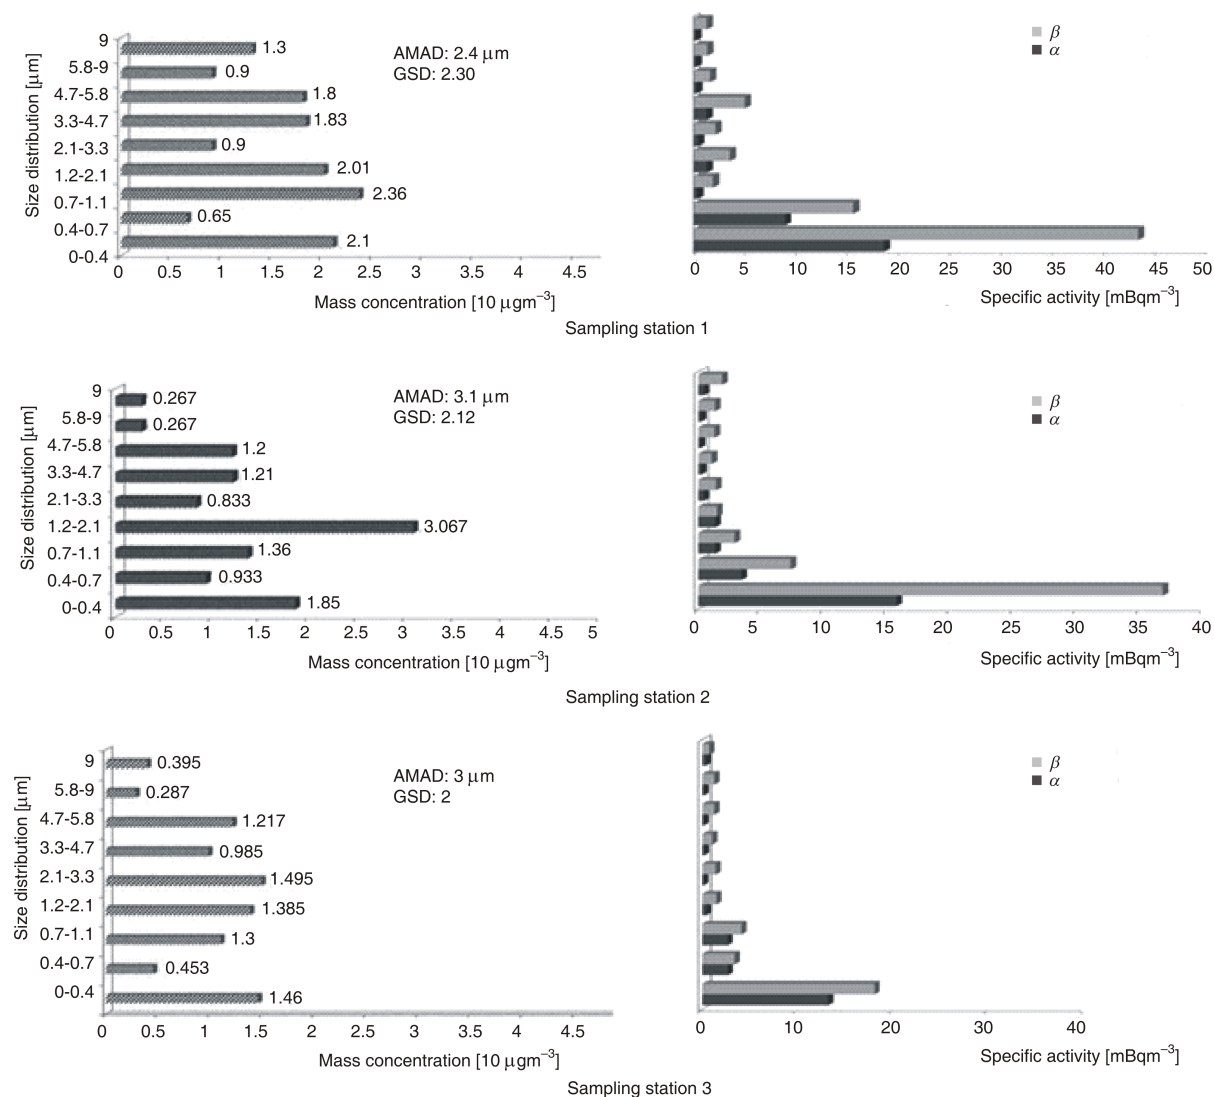 9
5.8-9
4.7-5.8
3.3-4.7
2.1-3.3
1.2-2.1
0.7-1.1
0.4-0.7
0-0.4
Size distribution [μm]
1.3
0.9
1.8
1.83
0.9
2.01
2.36
0.65
2.1
AMAD: 2.4 μm
GSD: 2.30
0 0.5 1 1.5 2 2.5 3 3.5 4 4.5
Mass concentration [10 μgm⁻³]
β
α
0 5 10 15 20 25 30 35 40 45 50
Specific activity [mBqm⁻³]
Sampling station 1
9
5.8-9
4.7-5.8
3.3-4.7
2.1-3.3
1.2-2.1
0.7-1.1
0.4-0.7
0-0.4
Size distribution [μm]
0.267
0.267
1.2
1.21
0.833
3.067
1.36
0.933
1.85
AMAD: 3.1 μm
GSD: 2.12
0 0.5 1 1.5 2 2.5 3 3.5 4 4.5 5
Mass concentration [10 μgm⁻³]
β
α
0 5 10 15 20 25 30 35 40
Specific activity [mBqm⁻³]
Sampling station 2
9
5.8-9
4.7-5.8
3.3-4.7
2.1-3.3
1.2-2.1
0.7-1.1
0.4-0.7
0-0.4
Size distribution [μm]
0.395
0.287
1.217
0.985
1.495
1.385
1.3
0.453
1.46
AMAD: 3 μm
GSD: 2
0 0.5 1 1.5 2 2.5 3 3.5 4 4.5
Mass concentration [10 μgm⁻³]
β
α
0 10 20 30 40
Specific activity [mBqm⁻³]
Sampling station 3